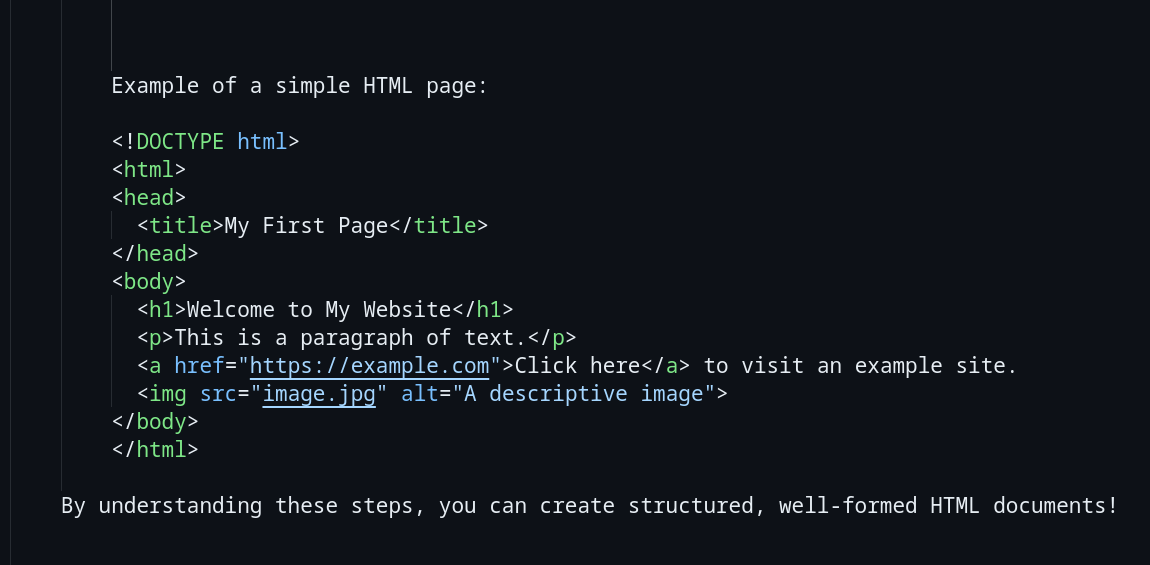 Example of a simple HTML page:
<!DOCTYPE html>
<html>
<head>
<title>My First Page</title>
</head>
<body>
<h1>Welcome to My Website</h1>
<p>This is a paragraph of text.</p>
<a href="https://example.com">Click here</a> to visit an example site.
<img src="image.jpg" alt="A descriptive image">
</body>
</html>
By understanding these steps, you can create structured, well-formed HTML documents!